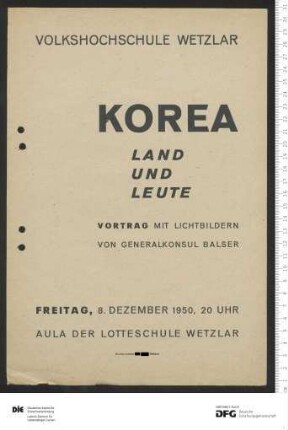 VOLKSHOCHSCHULE WETZLAR
KOREA
LAND
UND
LEUTE
VORTRAG MIT LICHTBILDERN
VON GENERALKONSUL BALSER
FREITAG, 8. DEZEMBER 1950, 20 UHR
AULA DER LOTTESCHULE WETZLAR
DFG